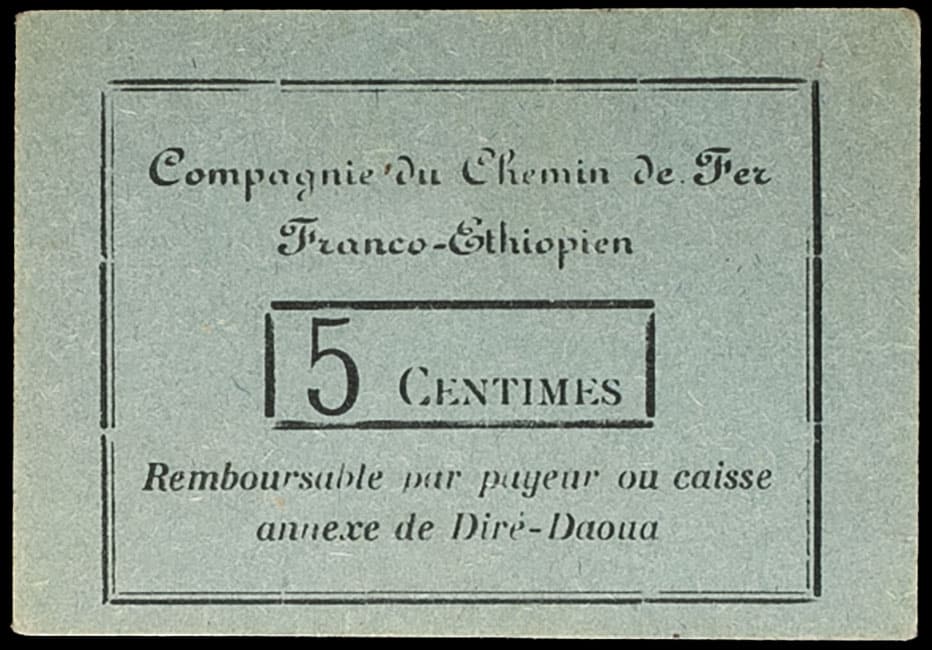 Compagnie du Chemin de Fer
Franco-Ethiopien
5 CENTIMES
Remboursable par payeur ou caisse
annexe de Diré-Daoua